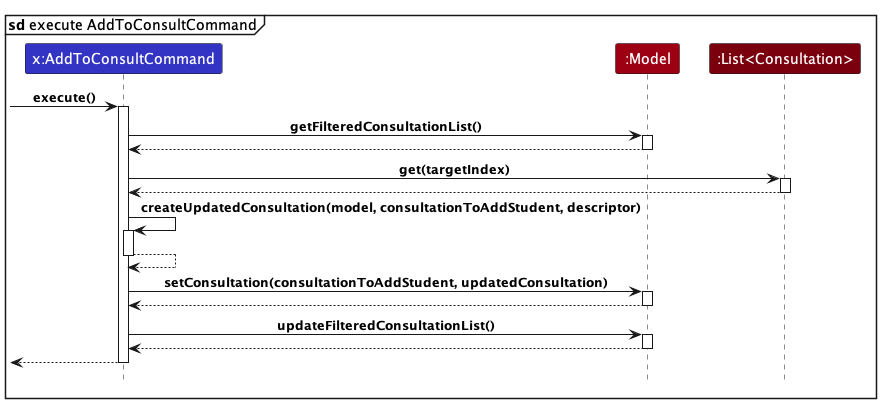 sd execute AddToConsultCommand
x:AddToConsultCommand
:Model
:List<Consultation>
execute()
getFilteredConsultationList()
get(targetIndex)
createUpdatedConsultation(model, consultationToAddStudent, descriptor)
setConsultation(consultationToAddStudent, updatedConsultation)
updateFilteredConsultationList()